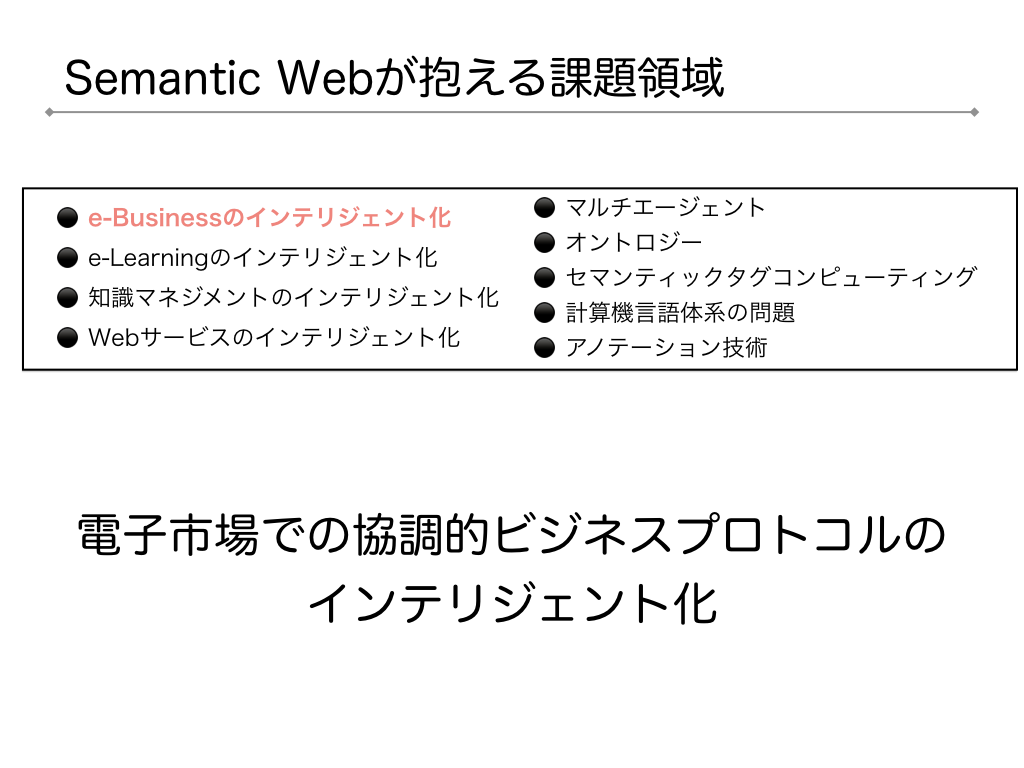 Semantic Webが抱える課題領域
e-Businessのインテリジェント化
e-Learningのインテリジェント化
知識マネジメントのインテリジェント化
Webサービスのインテリジェント化
マルチエージェント
オントロジー
セマンティックタグコンピューティング
計算機言語体系の問題
アノテーション技術
電子市場での協調的ビジネスプロトコルの
インテリジェント化